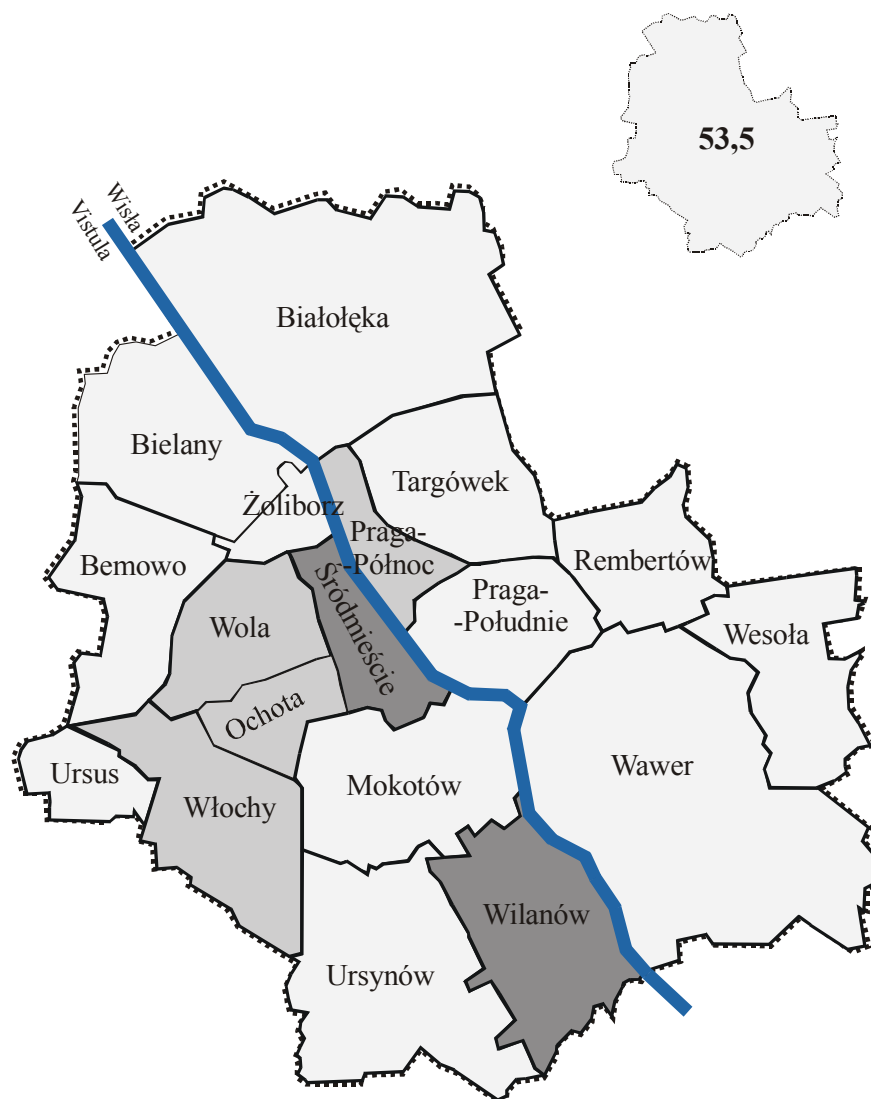 53,5
Wisła
Vistula
Białołęka
Bielany
Targówek
Żoliborz
Praga-
-Północ
Rembertów
Bemowo
Praga-
-Południe
Śródmieście
Wola
Wesoła
Ochota
Ursus
Mokotów
Wawer
Włochy
Wilanów
Ursynów